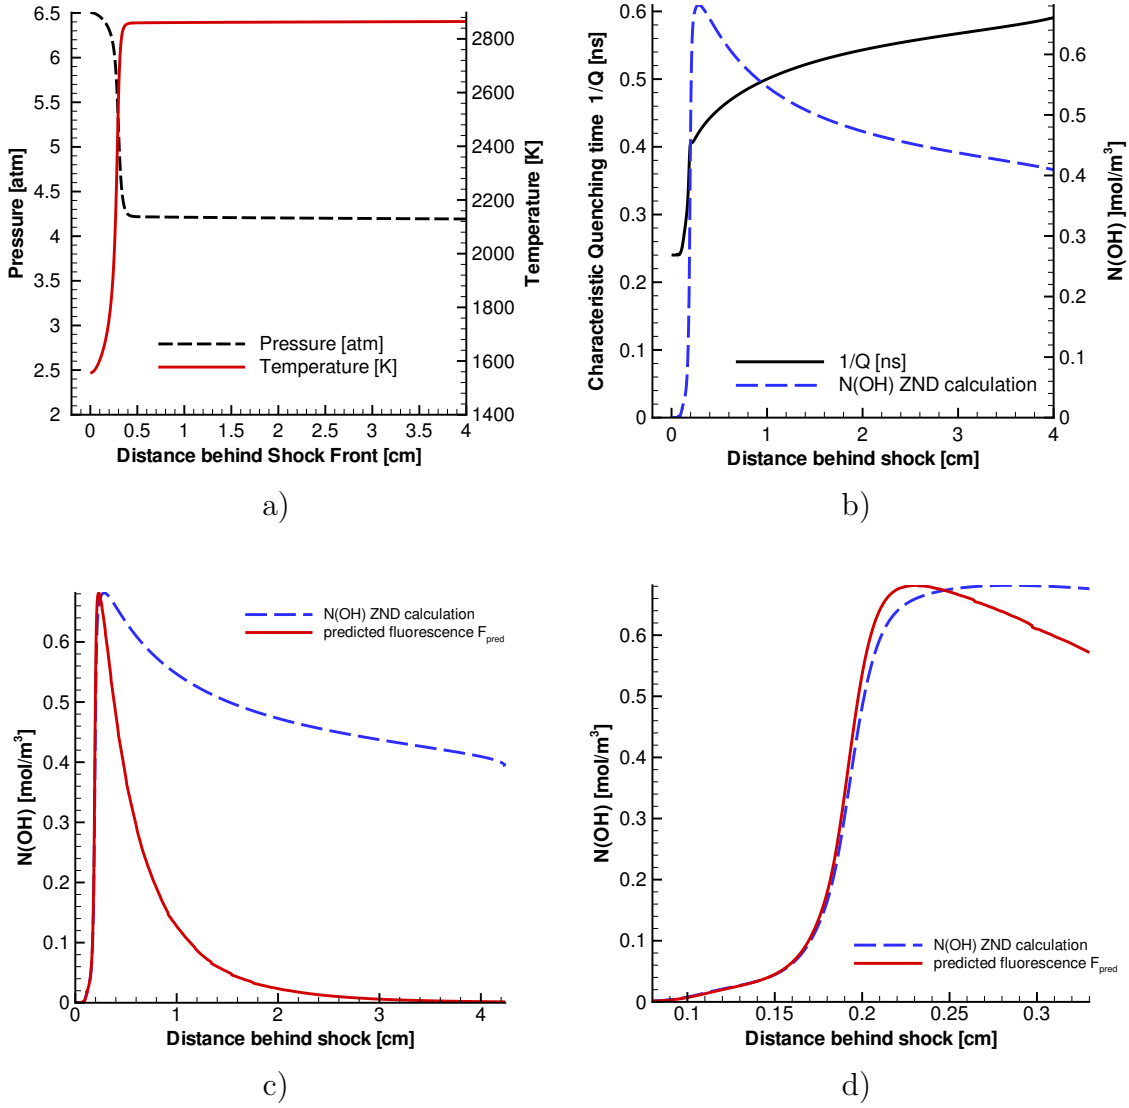 6.5
6
5.5
5
4.5
4
3.5
3
2.5
2
Pressure [atm]
2800
2600
2400
2200
2000
1800
1600
1400
Temperature [K]
Pressure [atm]
Temperature [K]
0 0.5 1 1.5 2 2.5 3 3.5 4
Distance behind Shock Front [cm]
a)
0.6
0.5
0.4
0.3
0.2
0.1
0
Characteristic Quenching time 1/Q [ns]
0.6
0.5
0.4
0.3
0.2
0.1
0
N(OH) ]mol/m³]
1/Q [ns]
N(OH) ZND calculation
0 1 2 3 4
Distance behind shock [cm]
b)
0.6
0.5
0.4
0.3
0.2
0.1
0
N(OH) [mol/m³]
N(OH) ZND calculation
predicted fluorescence F_pred
0 1 2 3 4
Distance behind shock [cm]
c)
0.6
0.5
0.4
0.3
0.2
0.1
0
N(OH) [mol/m³]
N(OH) ZND calculation
predicted fluorescence F_pred
0.1 0.15 0.2 0.25 0.3
Distance behind shock [cm]
d)